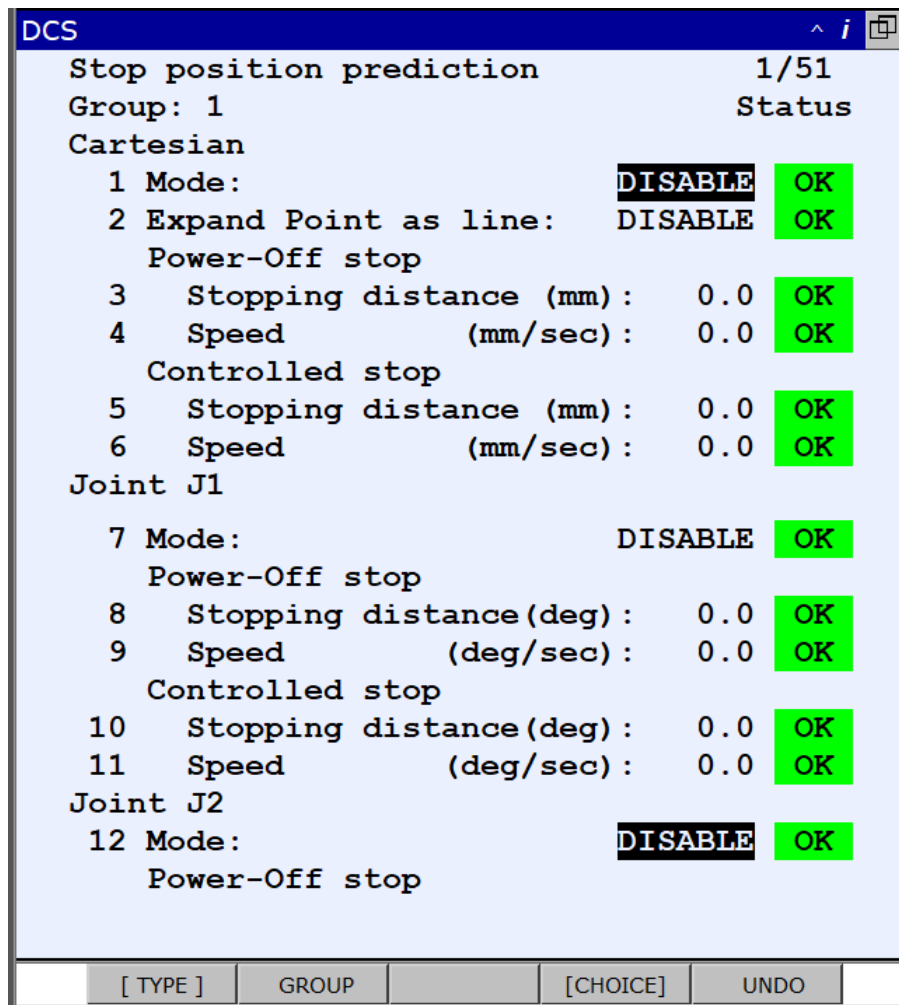 DCS ^ i
Stop position prediction 1/51
Group: 1 Status
Cartesian
1 Mode: DISABLE OK
2 Expand Point as line: DISABLE OK
Power-Off stop
3 Stopping distance (mm): 0.0 OK
4 Speed (mm/sec): 0.0 OK
Controlled stop
5 Stopping distance (mm): 0.0 OK
6 Speed (mm/sec): 0.0 OK
Joint J1
7 Mode: DISABLE OK
Power-Off stop
8 Stopping distance(deg): 0.0 OK
9 Speed (deg/sec): 0.0 OK
Controlled stop
10 Stopping distance(deg): 0.0 OK
11 Speed (deg/sec): 0.0 OK
Joint J2
12 Mode: DISABLE OK
Power-Off stop
[ TYPE ] GROUP [CHOICE] UNDO